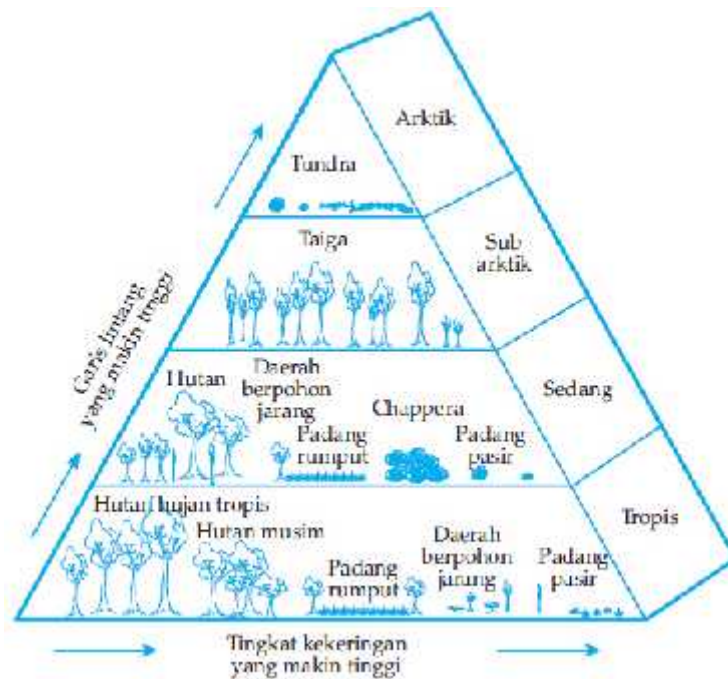 Arktik
Tundra
Sub
arktik
Taiga
Garis lintang
yang makin tinggi
Sedang
Hutan
Daerah
berpohon
jarang
Chappera
Padang
rumput
Padang
pasir
Tropis
Hutan hujan tropis
Hutan musim
Padang
rumput
Daerah
berpohon
jarang
Padang
pasir
Tingkat kekeringan
yang makin tinggi